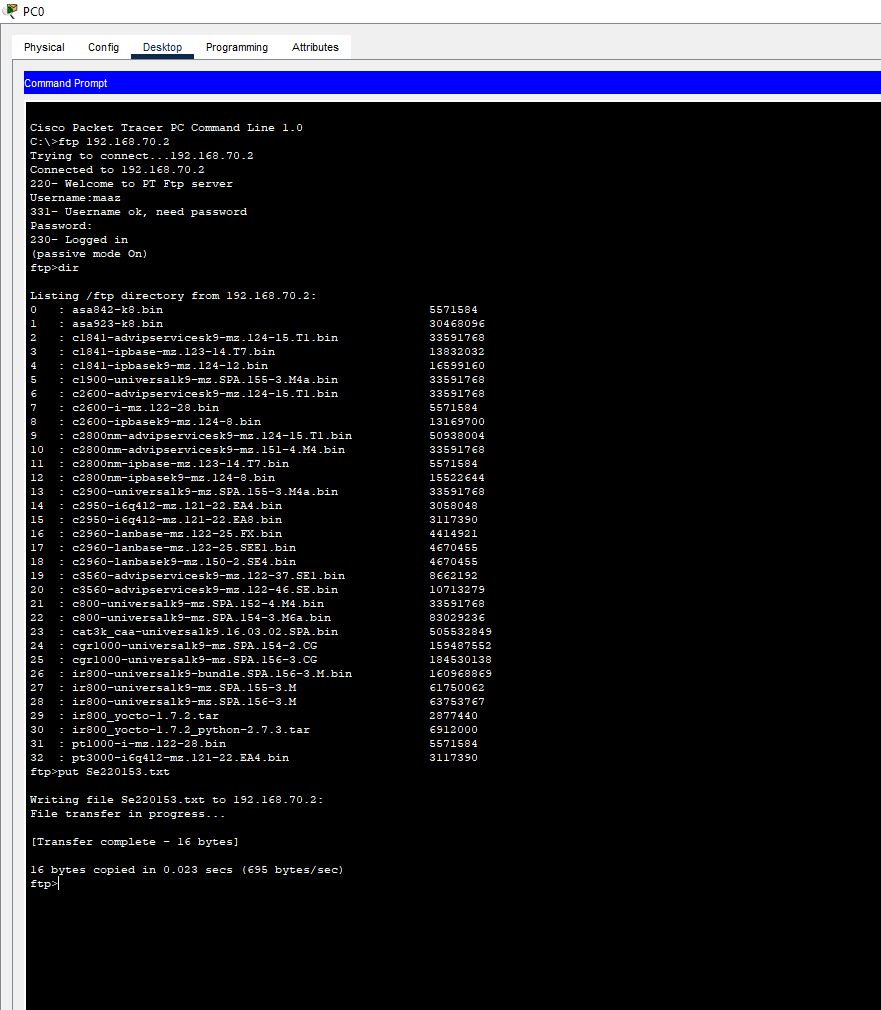 PC0
Physical Config Desktop Programming Attributes
Command Prompt
Cisco Packet Tracer PC Command Line 1.0
C:\>ftp 192.168.70.2
Trying to connect...192.168.70.2
Connected to 192.168.70.2
220- Welcome to PT Ftp server
Username:maaz
331- Username ok, need password
Password:
230- Logged in
(passive mode On)
ftp>dir
Listing /ftp directory from 192.168.70.2:
0 : asa842-k8.bin 5571584
1 : asa923-k8.bin 30468096
2 : c1841-advipservicesk9-mz.124-15.T1.bin 33591768
3 : c1841-ipbase-mz.123-14.T7.bin 13832032
4 : c1841-ipbasek9-mz.124-12.bin 16599160
5 : c1900-universalk9-mz.SPA.155-3.M4a.bin 33591768
6 : c2600-advipservicesk9-mz.124-15.T1.bin 33591768
7 : c2600-i-mz.122-28.bin 5571584
8 : c2600-ipbasek9-mz.124-8.bin 13169700
9 : c2800nm-advipservicesk9-mz.124-15.T1.bin 50938004
10 : c2800nm-advipservicesk9-mz.151-4.M4.bin 33591768
11 : c2800nm-ipbase-mz.123-14.T7.bin 5571584
12 : c2800nm-ipbasek9-mz.124-8.bin 15522644
13 : c2900-universalk9-mz.SPA.155-3.M4a.bin 33591768
14 : c2950-i6q4l2-mz.121-22.EA4.bin 3058048
15 : c2950-i6q4l2-mz.121-22.EA8.bin 3117390
16 : c2960-lanbase-mz.122-25.FX.bin 4414921
17 : c2960-lanbase-mz.122-25.SEE1.bin 4670455
18 : c2960-lanbasek9-mz.150-2.SE4.bin 4670455
19 : c3560-advipservicesk9-mz.122-37.SE1.bin 8662192
20 : c3560-advipservicesk9-mz.122-46.SE.bin 10713279
21 : c800-universalk9-mz.SPA.152-4.M4.bin 33591768
22 : c800-universalk9-mz.SPA.154-3.M6a.bin 83029236
23 : cat3k_caa-universalk9.16.03.02.SPA.bin 505532849
24 : cgr1000-universalk9-mz.SPA.154-2.CG 159487552
25 : cgr1000-universalk9-mz.SPA.156-3.CG 184530138
26 : ir800-universalk9-bundle.SPA.156-3.M.bin 160968869
27 : ir800-universalk9-mz.SPA.155-3.M 61750062
28 : ir800-universalk9-mz.SPA.156-3.M 63753767
29 : ir800_yocto-1.7.2.tar 2877440
30 : ir800_yocto-1.7.2_python-2.7.3.tar 6912000
31 : pt1000-i-mz.122-28.bin 5571584
32 : pt3000-i6q4l2-mz.121-22.EA4.bin 3117390
ftp>put Se220153.txt
Writing file Se220153.txt to 192.168.70.2:
File transfer in progress...
[Transfer complete - 16 bytes]
16 bytes copied in 0.023 secs (695 bytes/sec)
ftp>